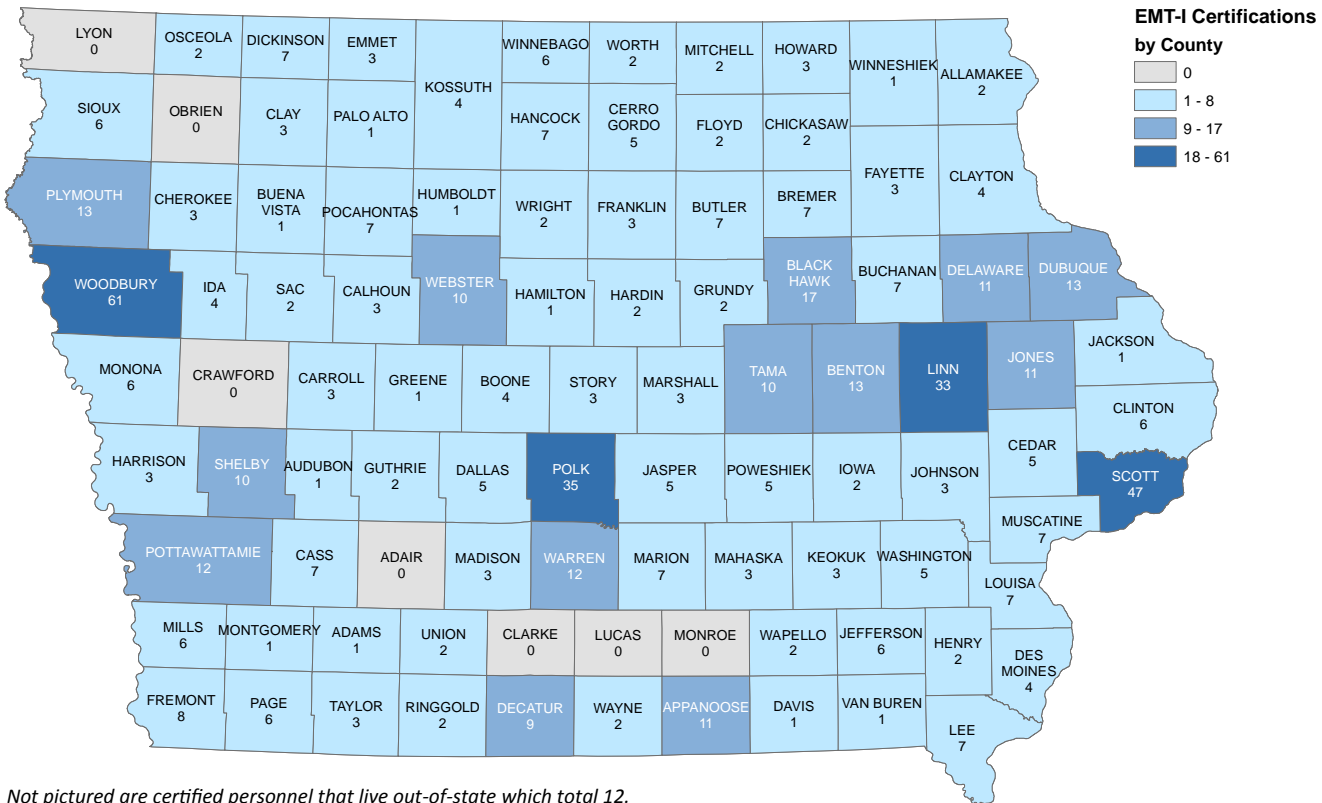 EMT-I Certifications
by County
0
1 - 8
9 - 17
18 - 61
LYON
0
OSCEOLA
2
DICKINSON
7
EMMET
3
KOSSUTH
4
WINNEBAGO
6
WORTH
2
MITCHELL
2
HOWARD
3
WINNESHIEK
1
ALLAMAKEE
2
SIOUX
6
OBRIEN
0
CLAY
3
PALO ALTO
1
HANCOCK
7
CERRO
GORDO
5
FLOYD
2
CHICKASAW
2
FAYETTE
3
CLAYTON
4
PLYMOUTH
13
CHEROKEE
3
BUENA
VISTA
1
POCAHONTAS
7
HUMBOLDT
1
WRIGHT
2
FRANKLIN
3
BUTLER
7
BREMER
7
WOODBURY
61
IDA
4
SAC
2
CALHOUN
3
WEBSTER
10
HAMILTON
1
HARDIN
2
GRUNDY
2
BLACK
HAWK
17
BUCHANAN
7
DELAWARE
11
DUBUQUE
13
MONONA
6
CRAWFORD
0
CARROLL
3
GREENE
1
BOONE
4
STORY
3
MARSHALL
3
TAMA
10
BENTON
13
LINN
33
JONES
11
JACKSON
1
CLINTON
6
HARRISON
3
SHELBY
10
AUDUBON
1
GUTHRIE
2
DALLAS
5
POLK
35
JASPER
5
POWESHIEK
5
IOWA
2
JOHNSON
3
CEDAR
5
SCOTT
47
MUSCATINE
7
POTTAWATTAMIE
12
CASS
7
ADAIR
0
MADISON
3
WARREN
12
MARION
7
MAHASKA
3
KEOKUK
3
WASHINGTON
5
LOUISA
7
MILLS
6
MONTGOMERY
1
ADAMS
1
UNION
2
CLARKE
0
LUCAS
0
MONROE
0
WAPELLO
2
JEFFERSON
6
HENRY
2
DES
MOINES
4
FREMONT
8
PAGE
6
TAYLOR
3
RINGGOLD
2
DECATUR
9
WAYNE
2
APPANOOSE
11
DAVIS
1
VAN BUREN
1
LEE
7
Not pictured are certified personnel that live out-of-state which total 12.